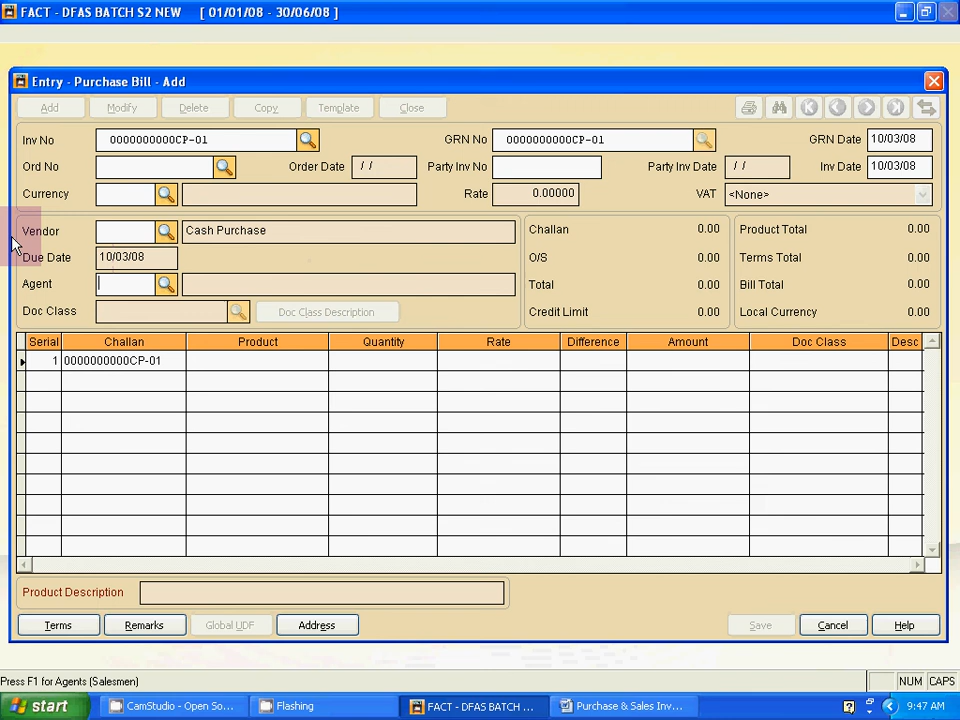 FACT - DFAS BATCH S2 NEW [ 01/01/08 - 30/06/08 ]
Entry - Purchase Bill - Add
Add Modify Delete Copy Template Close
Inv No 0000000000CP-01 GRN No 0000000000CP-01 GRN Date 10/03/08
Ord No Order Date / / Party Inv No Party Inv Date / / Inv Date 10/03/08
Currency Rate 0.00000 VAT <None>
Vendor Cash Purchase Challan 0.00 Product Total 0.00
Due Date 10/03/08 O/S 0.00 Terms Total 0.00
Agent Total 0.00 Bill Total 0.00
Doc Class Doc Class Description Credit Limit 0.00 Local Currency 0.00
Serial Challan Product Quantity Rate Difference Amount Doc Class Desc
1 0000000000CP-01
Product Description
Terms Remarks Global UDF Address Save Cancel Help
Press F1 for Agents (Salesmen) NUM CAPS
start CamStudio - Open So... Flashing FACT - DFAS BATCH ... Purchase & Sales Inv... 9:47 AM